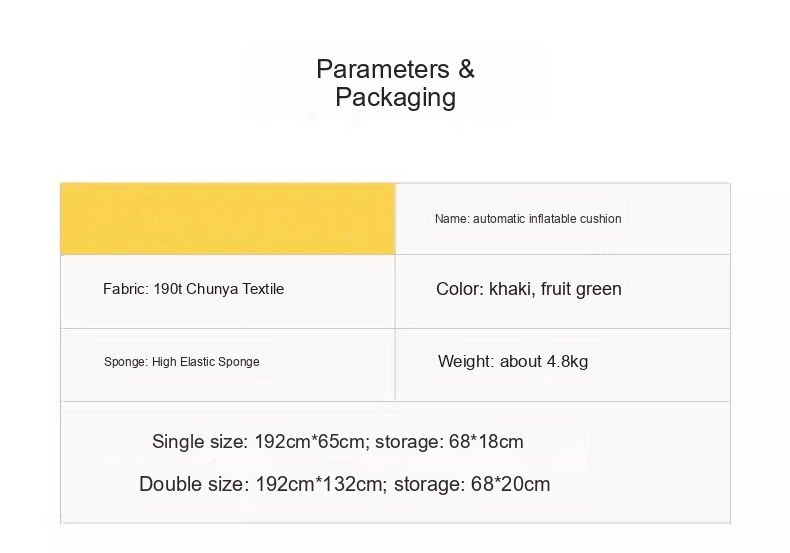 Parameters &
Packaging
Name: automatic inflatable cushion
Fabric: 190t Chunya Textile
Color: khaki, fruit green
Sponge: High Elastic Sponge
Weight: about 4.8kg
Single size: 192cm*65cm; storage: 68*18cm
Double size: 192cm*132cm; storage: 68*20cm